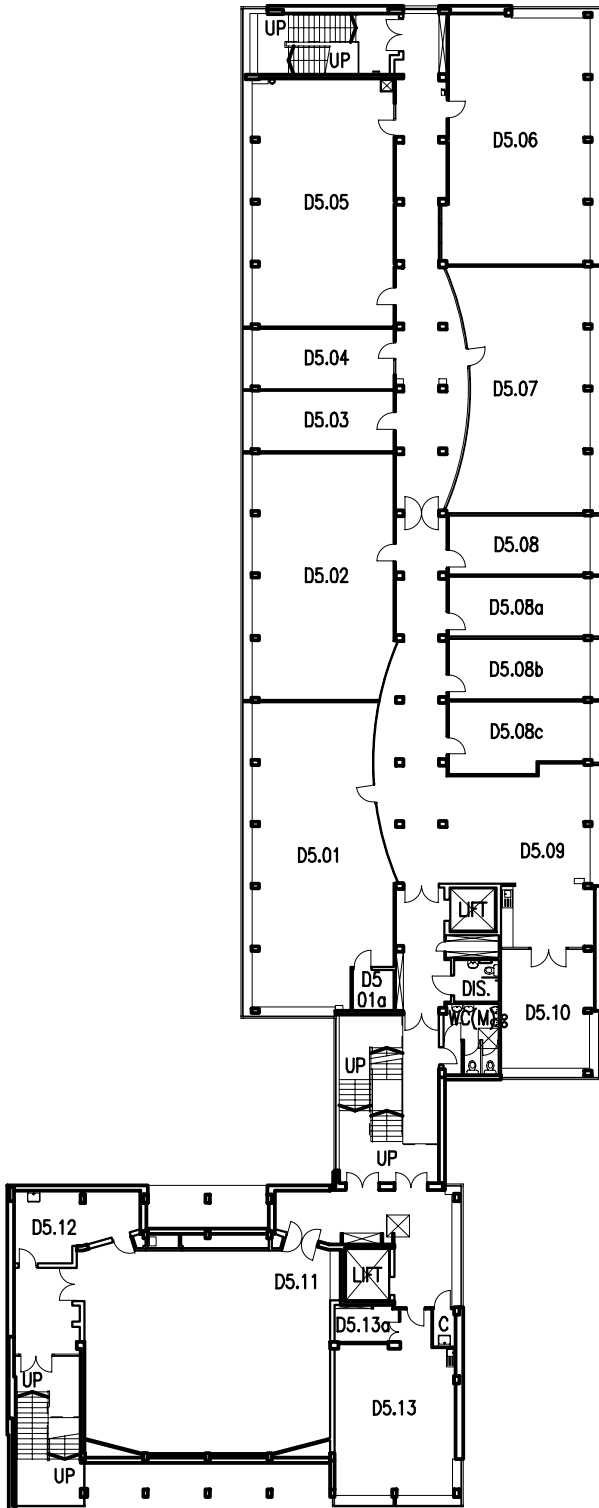 UP
UP
D5.06
D5.05
D5.04
D5.07
D5.03
D5.08
D5.02
D5.08a
D5.08b
D5.08c
D5.01
D5.09
LIFT
D5
01a
DIS.
D5.10
WC(M)
UP
UP
D5.12
D5.11
LIFT
D5.13a
C
UP
D5.13
UP